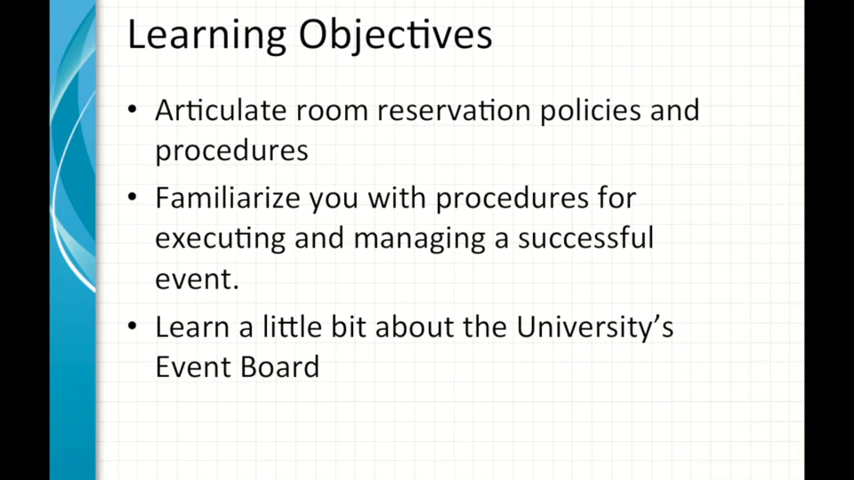 Learning Objectives
• Articulate room reservation policies and
procedures
• Familiarize you with procedures for
executing and managing a successful
event.
• Learn a little bit about the University’s
Event Board